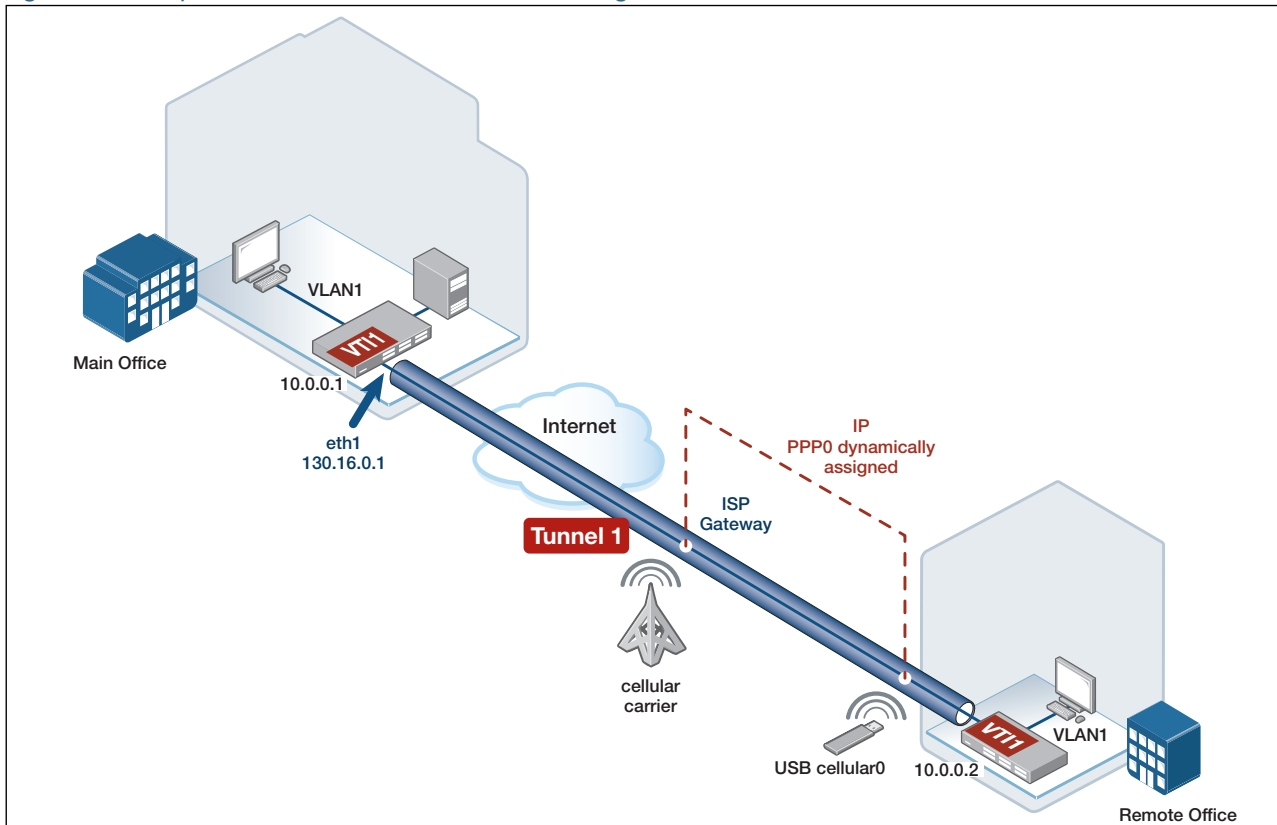 VLAN1
VTI1
Main Office
10.0.0.1
eth1
130.16.0.1
Internet
IP
PPP0 dynamically
assigned
ISP
Gateway
Tunnel 1
cellular
carrier
USB cellular0
VTI1
VLAN1
10.0.0.2
Remote Office